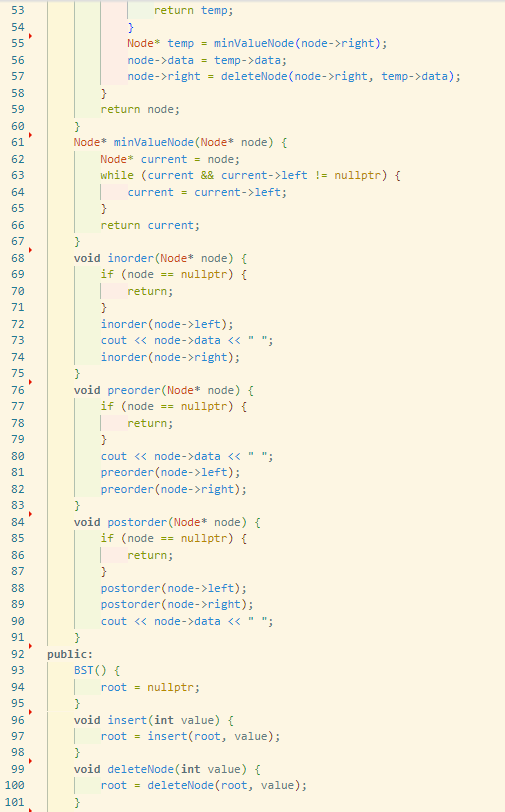 53                    return temp;
54                }
55                Node* temp = minValueNode(node->right);
56                node->data = temp->data;
57                node->right = deleteNode(node->right, temp->data);
58            }
59            return node;
60        }
61        Node* minValueNode(Node* node) {
62            Node* current = node;
63            while (current && current->left != nullptr) {
64                current = current->left;
65            }
66            return current;
67        }
68        void inorder(Node* node) {
69            if (node == nullptr) {
70                return;
71            }
72            inorder(node->left);
73            cout << node->data << " ";
74            inorder(node->right);
75        }
76        void preorder(Node* node) {
77            if (node == nullptr) {
78                return;
79            }
80            cout << node->data << " ";
81            preorder(node->left);
82            preorder(node->right);
83        }
84        void postorder(Node* node) {
85            if (node == nullptr) {
86                return;
87            }
88            postorder(node->left);
89            postorder(node->right);
90            cout << node->data << " ";
91        }
92    public:
93        BST() {
94            root = nullptr;
95        }
96        void insert(int value) {
97            root = insert(root, value);
98        }
99        void deleteNode(int value) {
100            root = deleteNode(root, value);
101        }